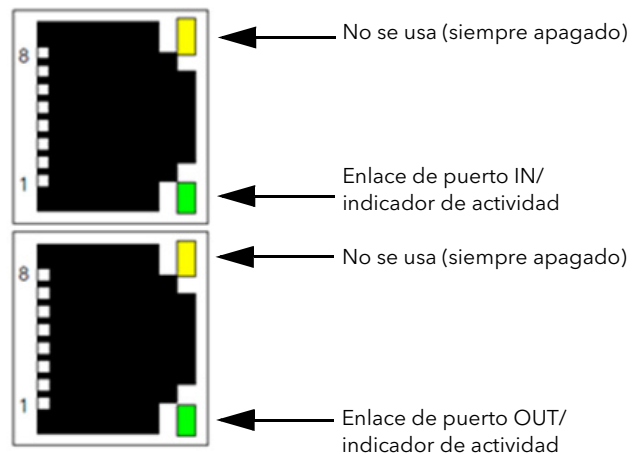 No se usa (siempre apagado)
8
Enlace de puerto IN/
indicador de actividad
1
No se usa (siempre apagado)
8
1
Enlace de puerto OUT/
indicador de actividad